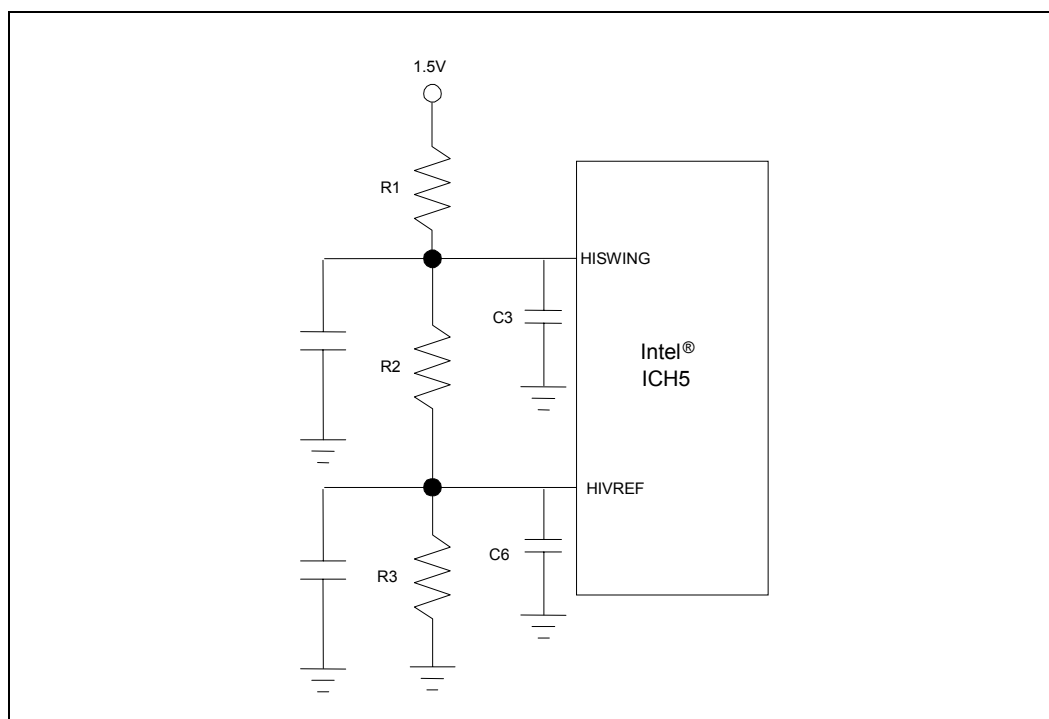 1.5V
R1
HISWING
C3
R2
Intel®
ICH5
HIVREF
C6
R3